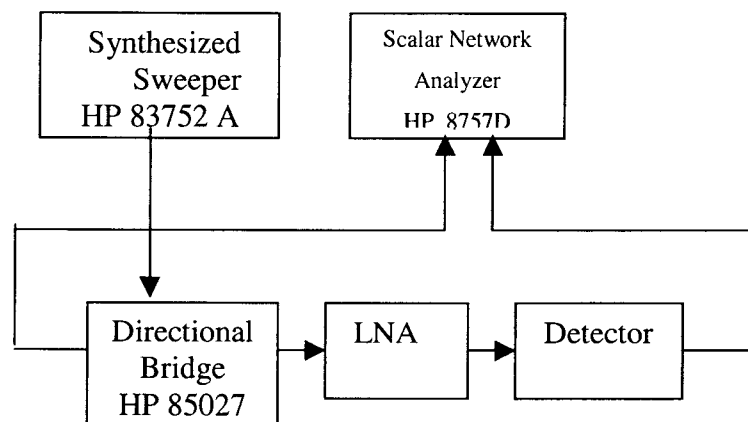 Synthesized
Sweeper
HP 83752 A
Scalar Network
Analyzer
HP 8757D
Directional
Bridge
HP 85027
LNA
Detector